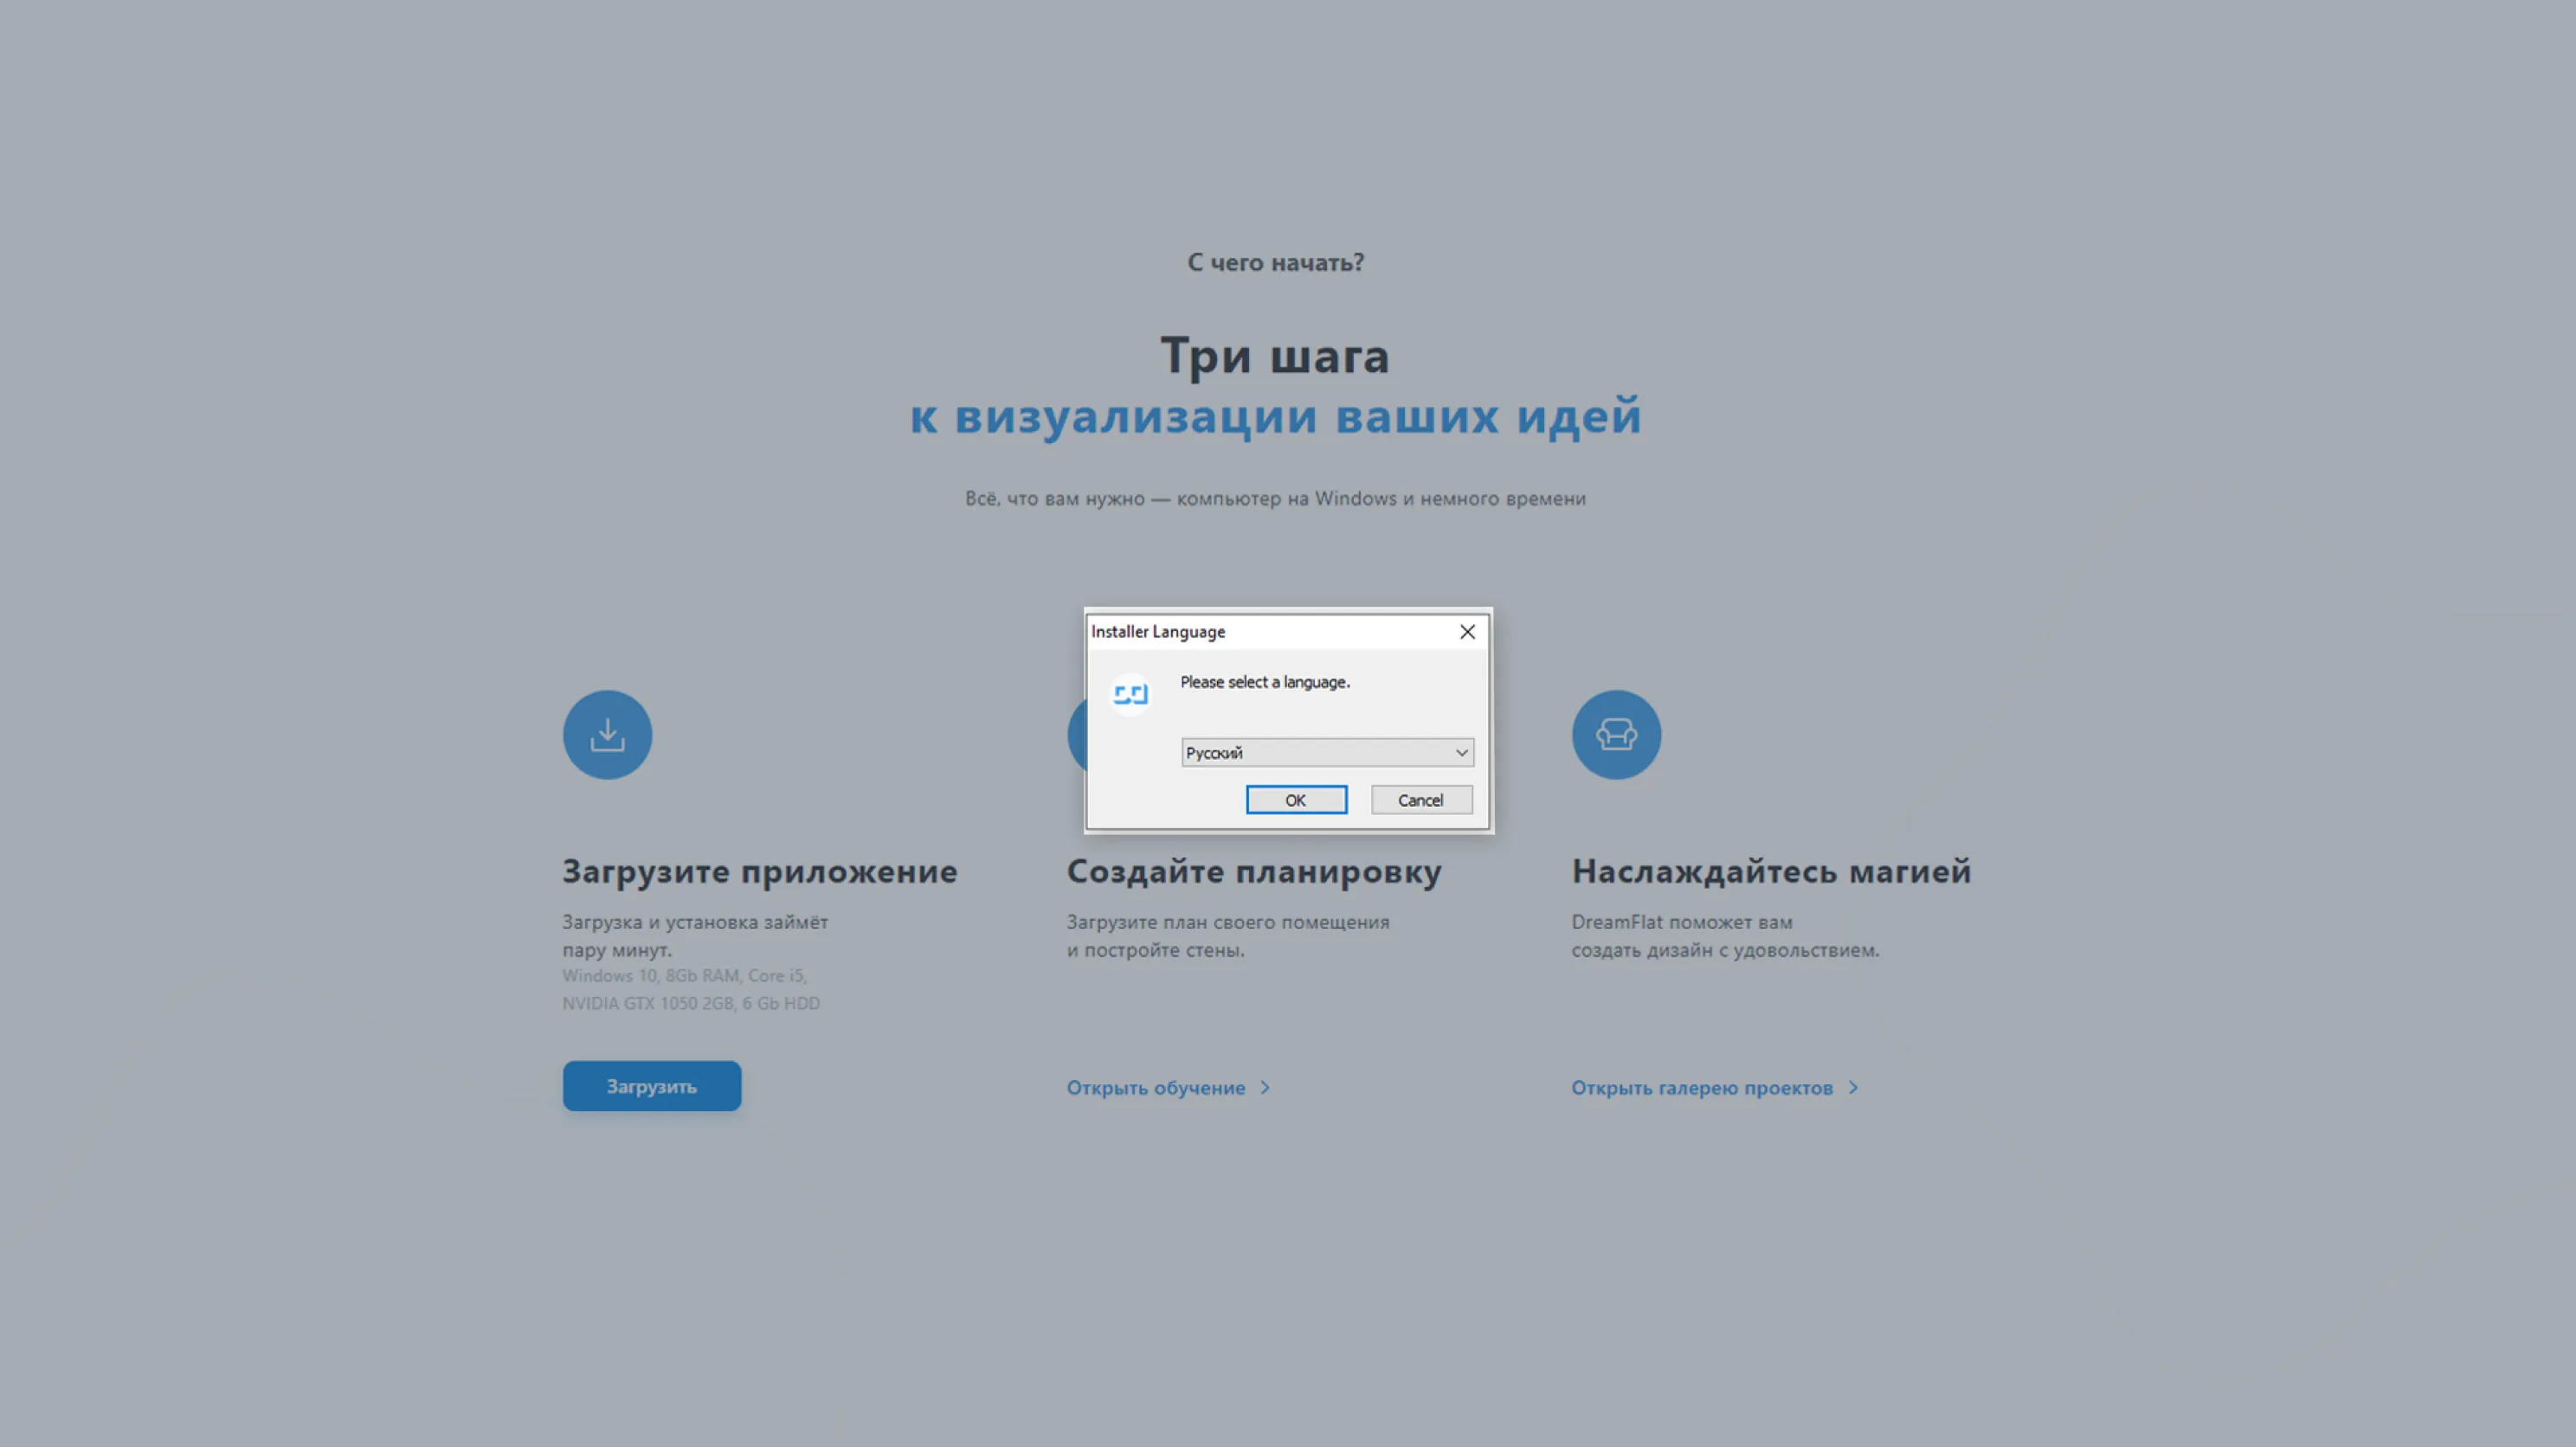 С чего начать?
Три шага
к визуализации ваших идей
Всё, что вам нужно — компьютер на Windows и немного времени
Installer Language
Please select a language.
Русский
OK
Cancel
Загрузите приложение
Загрузка и установка займёт
пару минут.
Windows 10, 8Gb RAM, Core i5,
NVIDIA GTX 1050 2GB, 6 Gb HDD
Загрузить
Создайте планировку
Загрузите план своего помещения
и постройте стены.
Открыть обучение
Наслаждайтесь магией
DreamFlat поможет вам
создать дизайн с удовольствием.
Открыть галерею проектов